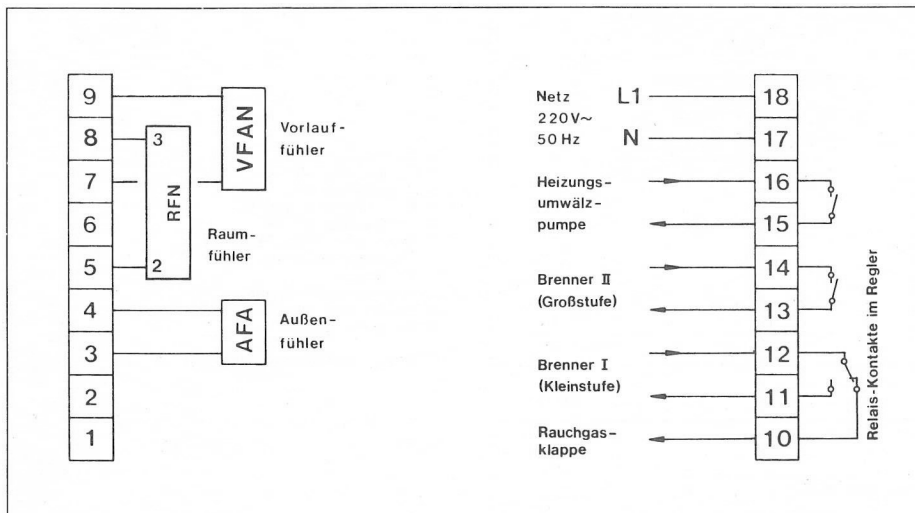 9
8
7
6
5
4
3
2
1
3
RFN
2
VFAN
Vorlauf-
fühler
Raum-
fühler
AFA
Außen-
fühler
Netz L1
220V~
50 Hz N
Heizungs-
umwälz-
pumpe
Brenner II
(Großstufe)
Brenner I
(Kleinstufe)
Rauchgas-
klappe
18
17
16
15
14
13
12
11
10
Relais-Kontakte im Regler